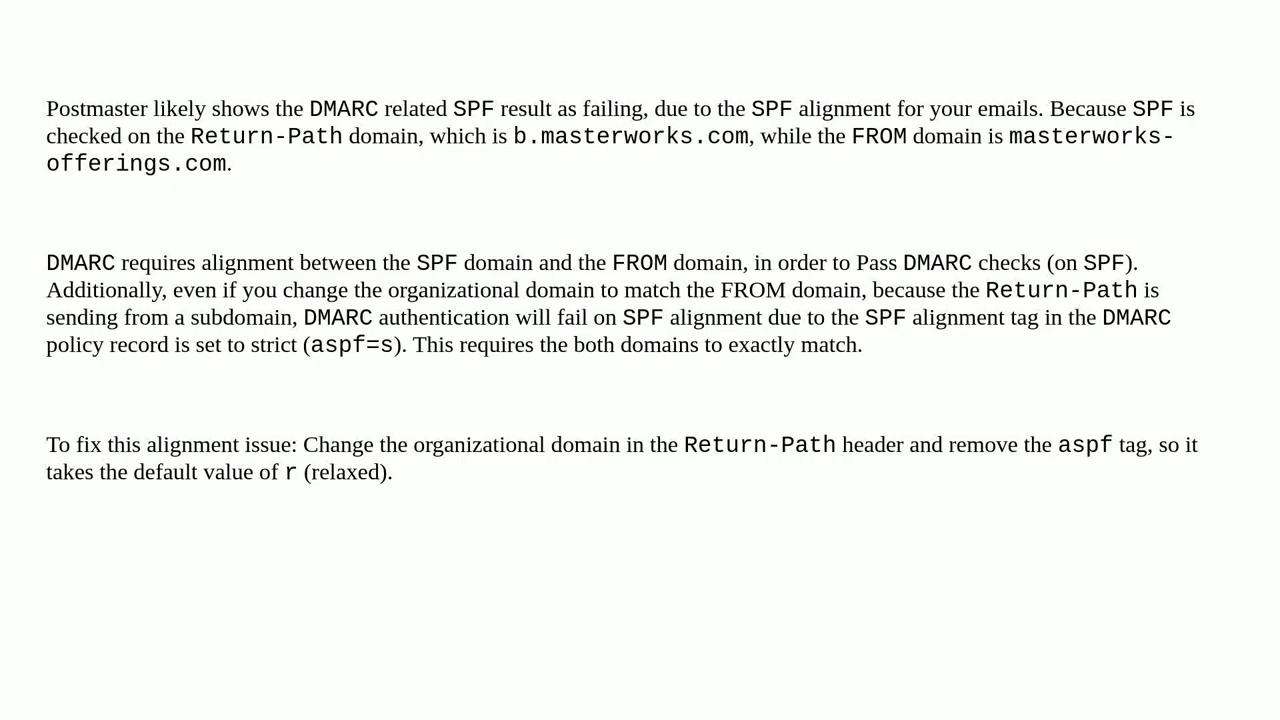 Postmaster likely shows the DMARC related SPF result as failing, due to the SPF alignment for your emails. Because SPF is
checked on the Return-Path domain, which is b.masterworks.com, while the FROM domain is masterworks-
offerings.com.
DMARC requires alignment between the SPF domain and the FROM domain, in order to Pass DMARC checks (on SPF).
Additionally, even if you change the organizational domain to match the FROM domain, because the Return-Path is
sending from a subdomain, DMARC authentication will fail on SPF alignment due to the SPF alignment tag in the DMARC
policy record is set to strict (aspf=s). This requires the both domains to exactly match.
To fix this alignment issue: Change the organizational domain in the Return-Path header and remove the aspf tag, so it
takes the default value of r (relaxed).